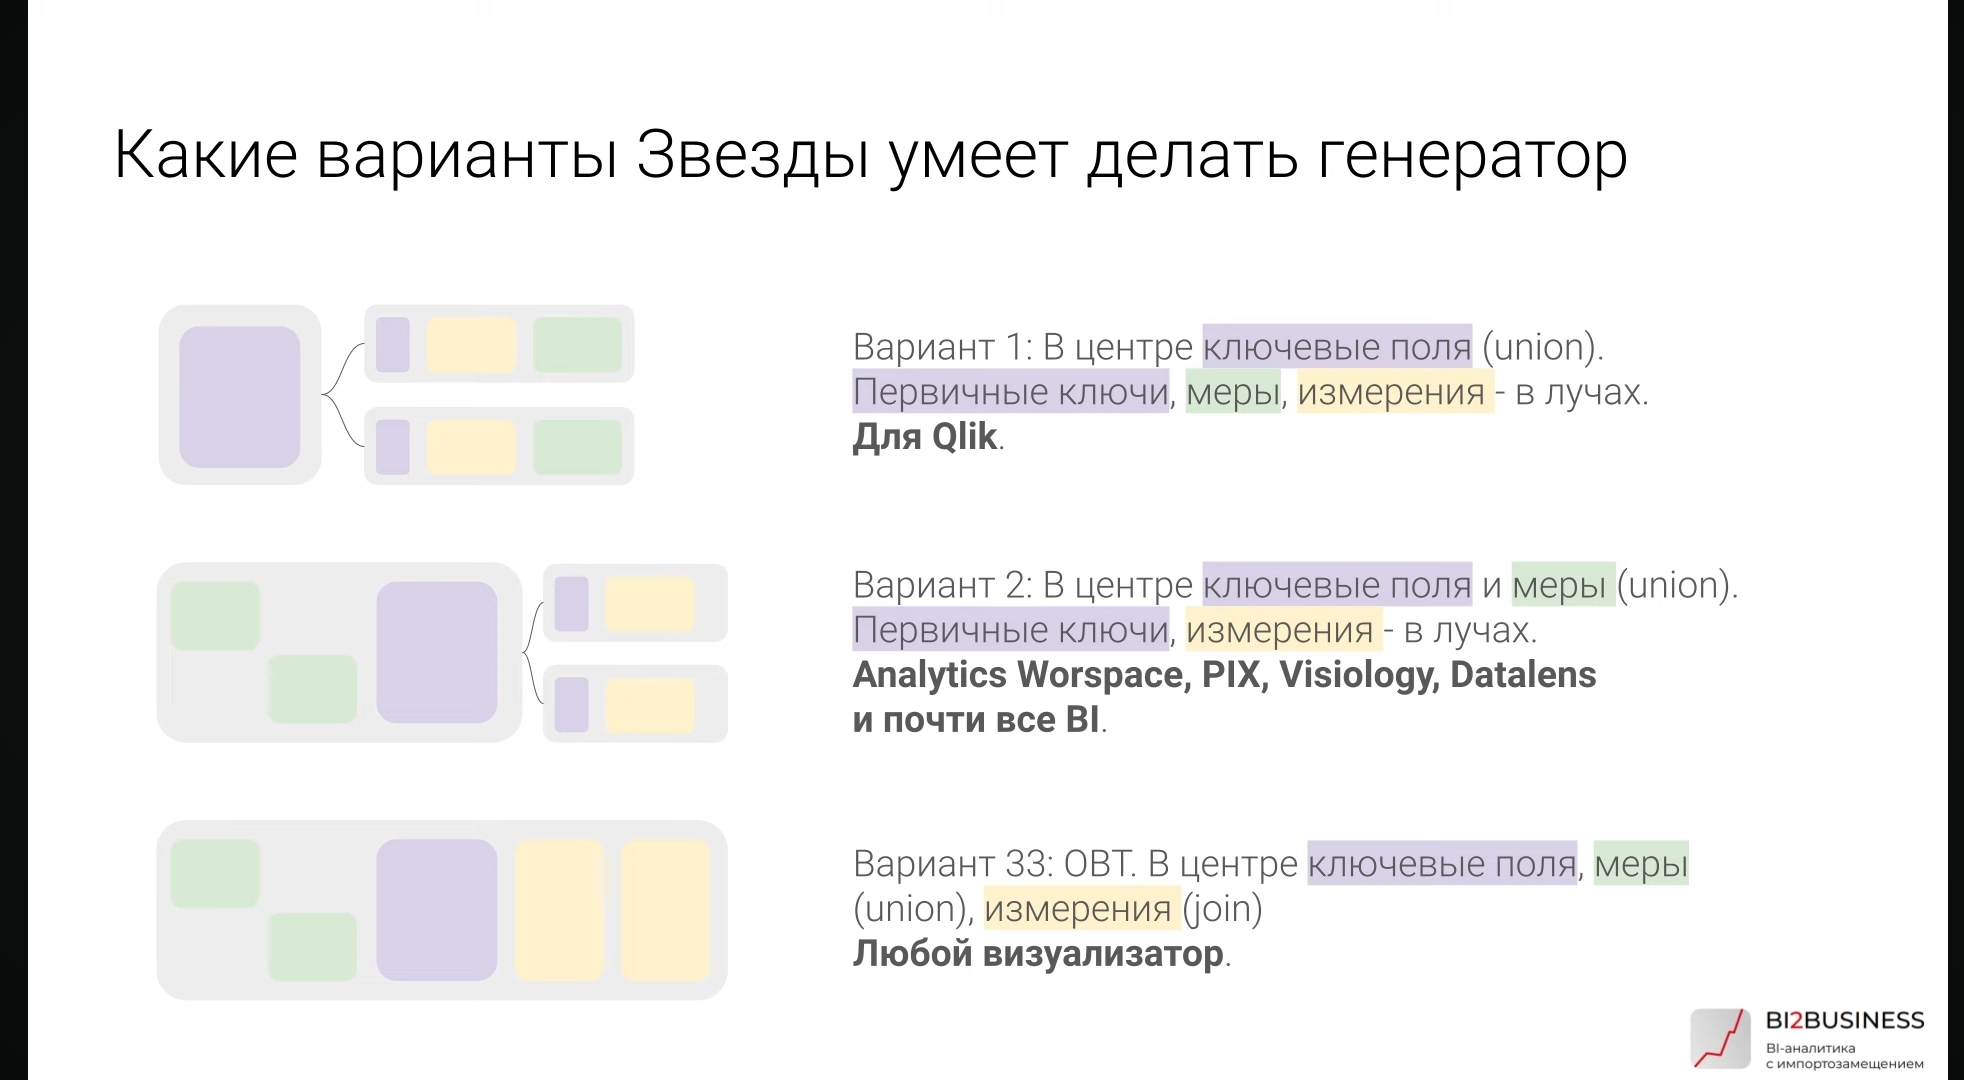 Какие варианты Звезды умеет делать генератор
Вариант 1: В центре ключевые поля (union).
Первичные ключи, меры, измерения - в лучах.
Для Qlik.
Вариант 2: В центре ключевые поля и меры (union).
Первичные ключи, измерения - в лучах.
Analytics Worspace, PIX, Visiology, Datalens
и почти все BI.
Вариант 33: OBT. В центре ключевые поля, меры
(union), измерения (join)
Любой визуализатор.
BI2BUSINESS
BI-аналитика
с импортозамещением